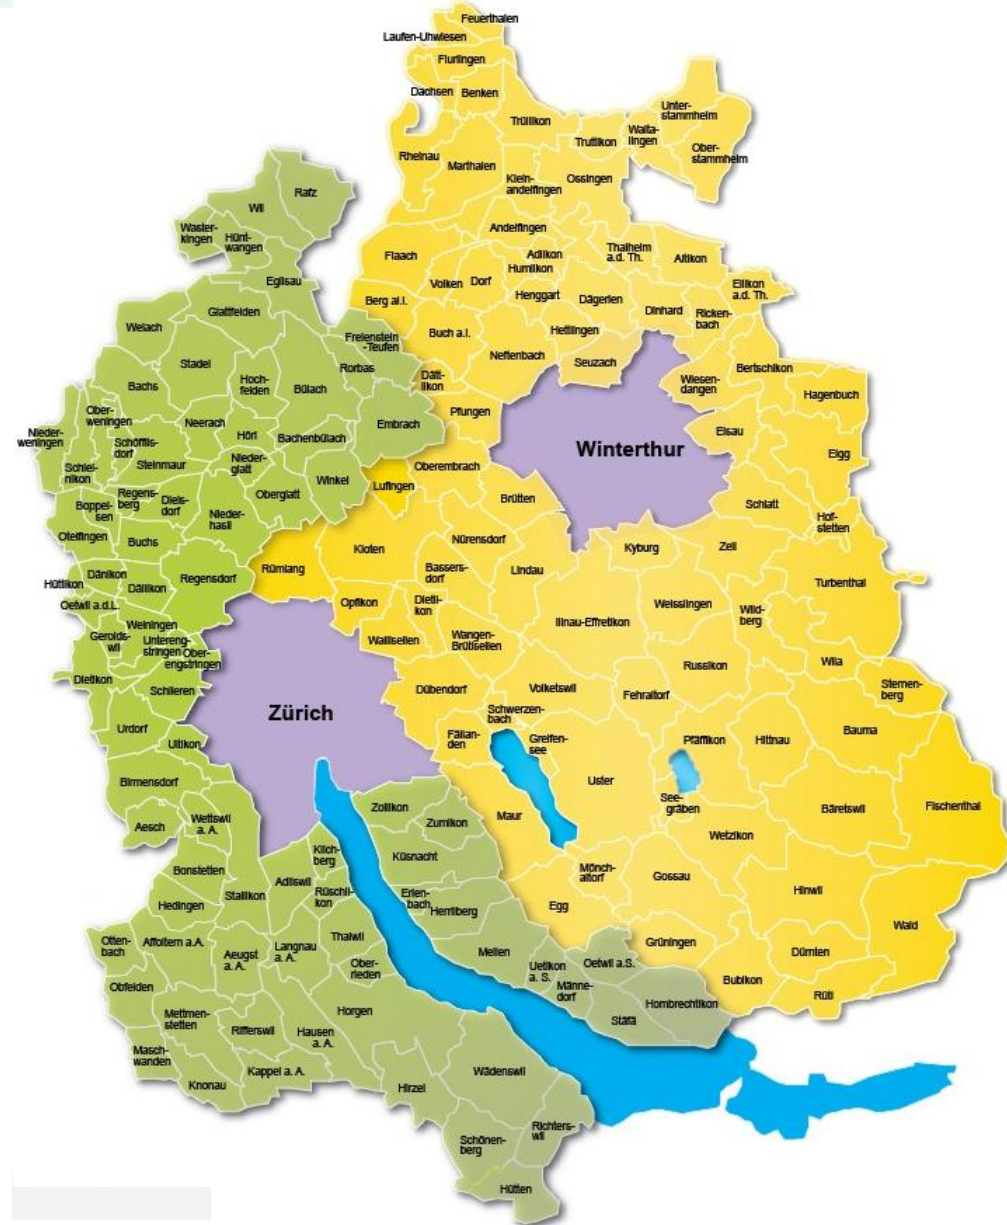 Feuerthalen
Laufen-Uhwiesen
Flurlingen
Dachsen
Benken
Trüllikon
Truttikon
Unter-
stammheim
Walta-
lingen
Ober-
stammheim
Rheinau
Marthalen
Klein-
andelfingen
Ossingen
Rafz
Wil
Waster-
kingen
Hünt-
wangen
Andelfingen
Flaach
Adlikon
Thalheim
a.d. Th.
Altikon
Humlikon
Volken
Dorf
Eglisau
Henggart
Dägerlen
Ellikon
a.d. Th.
Berg a.I.
Glattfelden
Dinhard
Ricken-
bach
Weiach
Buch a.I.
Hettlingen
Freienstein
-Teufen
Neftenbach
Seuzach
Stadel
Rorbas
Dätt-
likon
Bertschikon
Wiesen-
dangen
Bachs
Hoch-
felden
Bülach
Hagenbuch
Ober-
weningen
Pfungen
Neerach
Embrach
Nieder-
weningen
Schöfflis-
dorf
Höri
Bachenbülach
Elsau
Winterthur
Elgg
Steinmaur
Nieder-
glatt
Schlei-
nikon
Oberembrach
Winkel
Lufingen
Regens-
berg
Diels-
dorf
Oberglatt
Brütten
Boppel-
sen
Schlatt
Nieder-
hasli
Hof-
stetten
Otelfingen
Buchs
Nürensdorf
Kloten
Kyburg
Zell
Hüttikon
Dänikon
Dällikon
Regensdorf
Rümlang
Bassers-
dorf
Lindau
Turbenthal
Oetwil a.d.L.
Opfikon
Dietli-
kon
Weisslingen
Wild-
berg
Weiningen
Illnau-Effretikon
Gerolds-
wil
Untereng-
stringen
Ober-
engstringen
Wallisellen
Wangen-
Brüttisellen
Russikon
Wila
Dietikon
Schlieren
Dübendorf
Volketswil
Fehraltorf
Sternen-
berg
Zürich
Schwerzen-
bach
Urdorf
Uitikon
Fällan-
den
Greifen-
see
Pfäffikon
Hittnau
Bauma
Birmensdorf
Uster
See-
gräben
Bäretswil
Fischenthal
Zollikon
Aesch
Wettswil
a. A.
Zumikon
Maur
Wetzikon
Kilch-
berg
Küsnacht
Bonstetten
Mönch-
altorf
Gossau
Adliswil
Stallikon
Rüschli-
kon
Erlen-
bach
Hinwil
Hedingen
Herrliberg
Egg
Wald
Otten-
bach
Affoltern a.A.
Aeugst
a. A.
Langnau
a. A.
Thalwil
Grüningen
Meilen
Dürnten
Ober-
rieden
Uetikon
a. S.
Oetwil a.S.
Obfelden
Bubikon
Männe-
dorf
Rüti
Hombrechtikon
Horgen
Mettmen-
stetten
Stäfa
Rifferswil
Hausen
a. A.
Masch-
wanden
Kappel a. A.
Wädenswil
Knonau
Hirzel
Richters-
wil
Schönen-
berg
Hütten